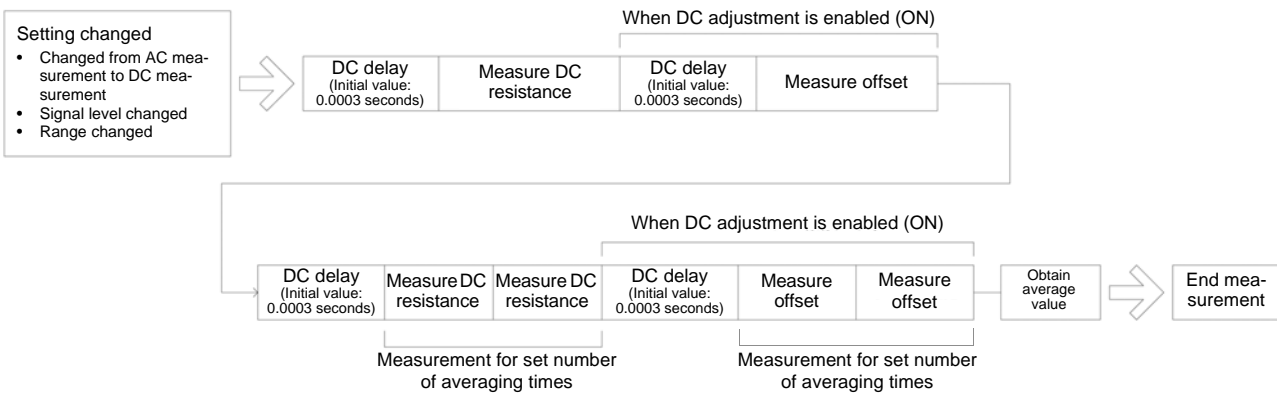 When DC adjustment is enabled (ON)
Setting changed
• Changed from AC mea-
surement to DC mea-
surement
• Signal level changed
• Range changed
DC delay
(Initial value:
0.0003 seconds)
Measure DC
resistance
DC delay
(Initial value:
0.0003 seconds)
Measure offset
When DC adjustment is enabled (ON)
DC delay
(Initial value:
0.0003 seconds)
Measure DC
resistance
Measure DC
resistance
DC delay
(Initial value:
0.0003 seconds)
Measure
offset
Measure
offset
Obtain
average
value
End mea-
surement
Measurement for set number
of averaging times
Measurement for set number
of averaging times